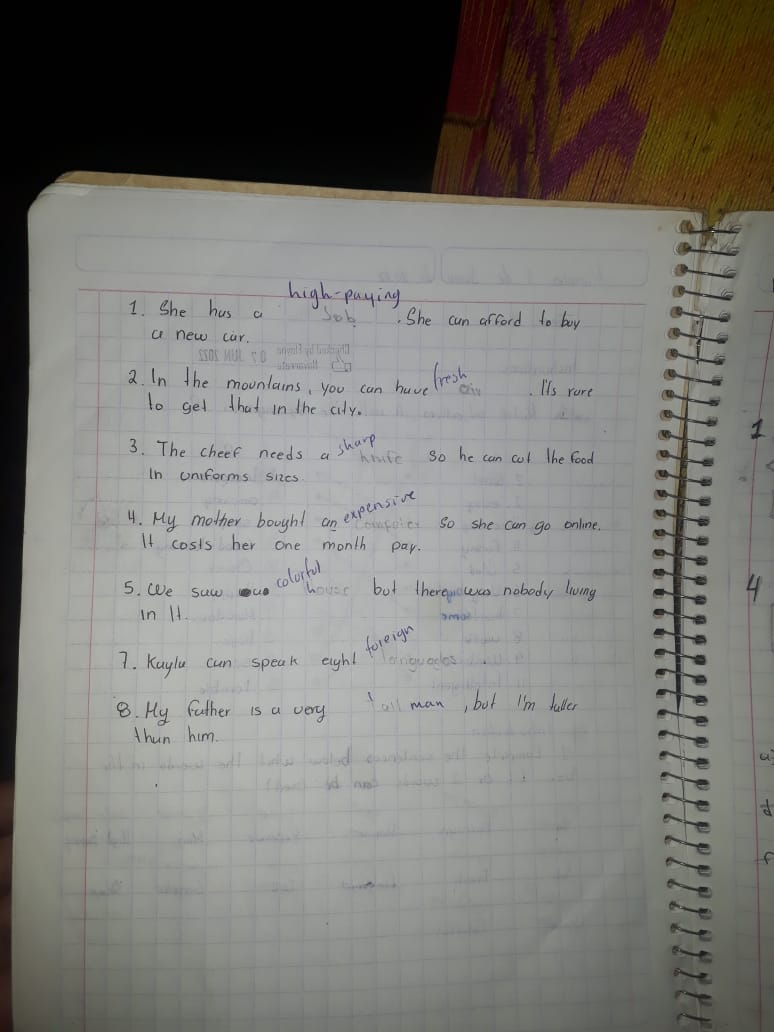 high-paying
1. She has a Job . She can afford to buy
a new car.
2. In the mountains, you can have fresh air . It's rare
to get that in the city.
3. The cheef needs a sharp knife so he can cut the food
In uniforms sizes.
4. My mother bought an expensive computer so she can go online.
It costs her one month pay.
5. We saw colorful house but there was nobody living
in It.
7. Kayla can speak eight foreign languages .
8. My father is a very tall man , but I'm taller
than him.
1
4